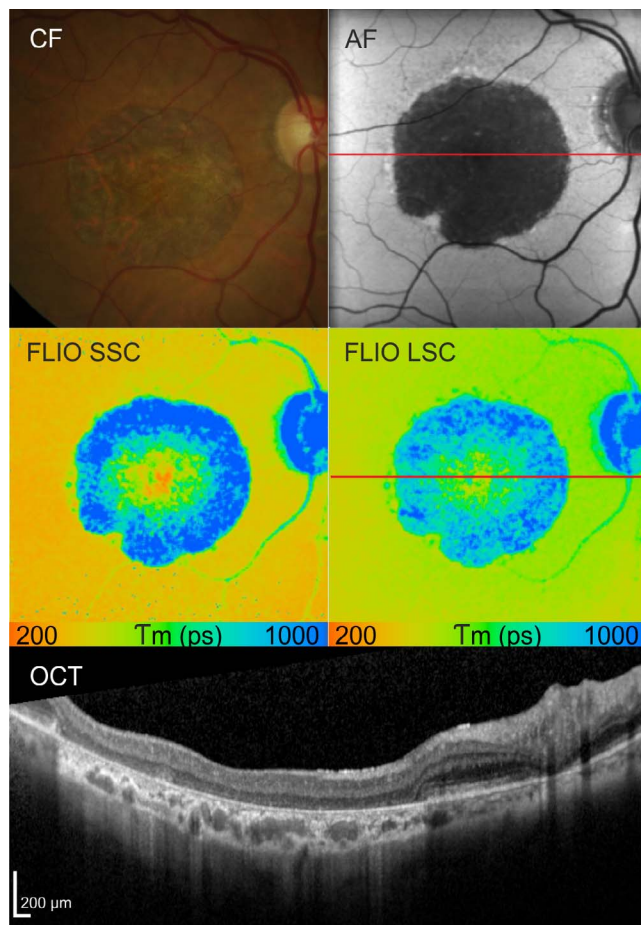 CF
AF
FLIO SSC
FLIO LSC
200 Tm (ps) 1000
200 Tm (ps) 1000
OCT
200 µm